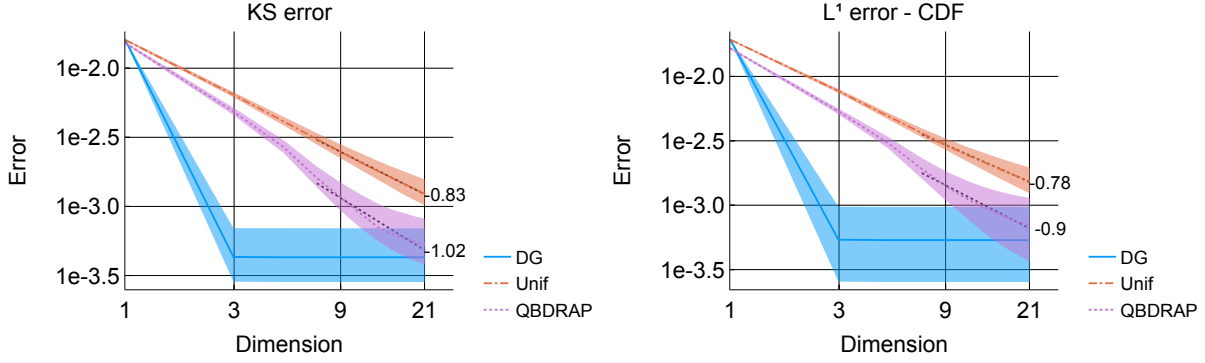 KS error
1e-2.0
1e-2.5
1e-3.0
1e-3.5
Error
1
3
9
21
Dimension
-0.83
-1.02
DG
Unif
QBDRAP
L¹ error - CDF
1e-2.0
1e-2.5
1e-3.0
1e-3.5
Error
1
3
9
21
Dimension
-0.78
-0.9
DG
Unif
QBDRAP